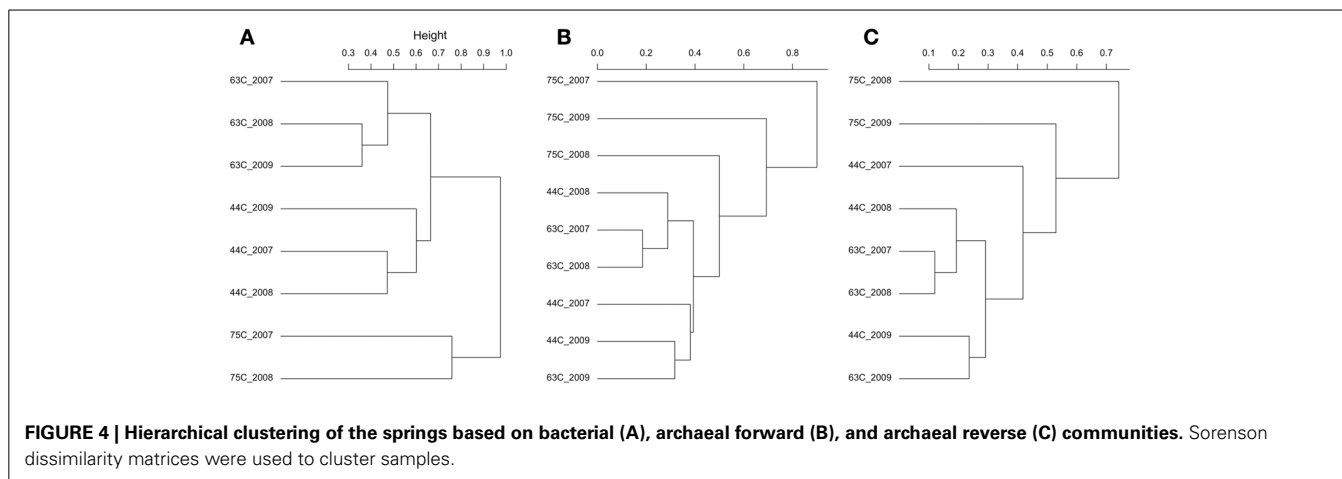 A
Height
0.3 0.4 0.5 0.6 0.7 0.8 0.9 1.0
63C_2007
63C_2008
63C_2009
44C_2009
44C_2007
44C_2008
75C_2007
75C_2008
B
0.0 0.2 0.4 0.6 0.8
75C_2007
75C_2009
75C_2008
44C_2008
63C_2007
63C_2008
44C_2007
44C_2009
63C_2009
C
0.1 0.2 0.3 0.4 0.5 0.6 0.7
75C_2008
75C_2009
44C_2007
44C_2008
63C_2007
63C_2008
44C_2009
63C_2009
FIGURE 4 | Hierarchical clustering of the springs based on bacterial (A), archaeal forward (B), and archaeal reverse (C) communities. Sorenson
dissimilarity matrices were used to cluster samples.